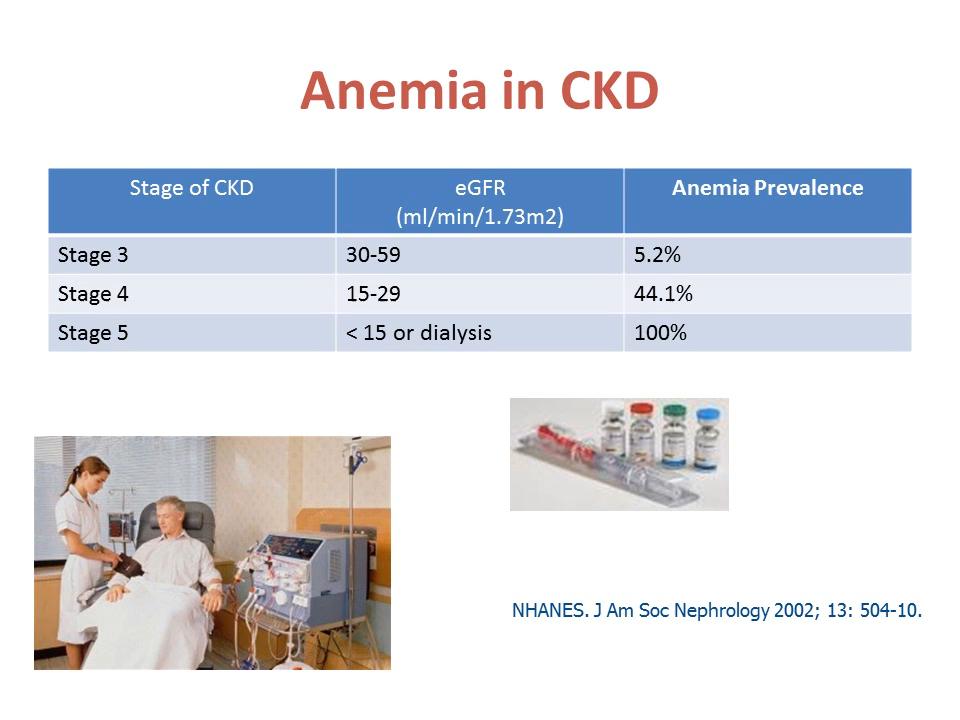 Anemia in CKD
Stage of CKD eGFR Anemia Prevalence
(ml/min/1.73m2)
Stage 3 30-59 5.2%
Stage 4 15-29 44.1%
Stage 5 < 15 or dialysis 100%
NHANES. J Am Soc Nephrology 2002; 13: 504-10.